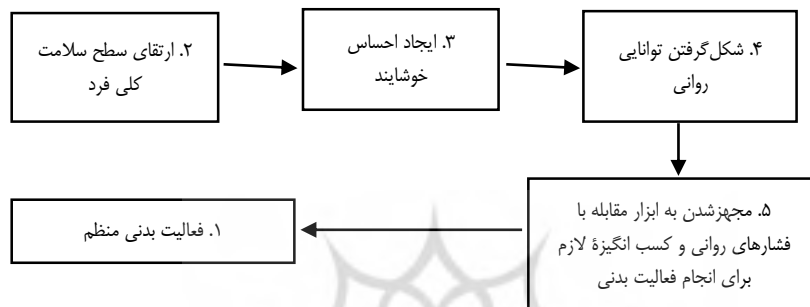 ۲. ارتقای سطح سلامت
کلی فرد
۳. ایجاد احساس
خوشایند
۴. شکل‌گرفتن توانایی
روانی
۵. مجهزشدن به ابزار مقابله با
فشارهای روانی و کسب انگیزۀ لازم
برای انجام فعالیت بدنی
۱. فعالیت بدنی منظم